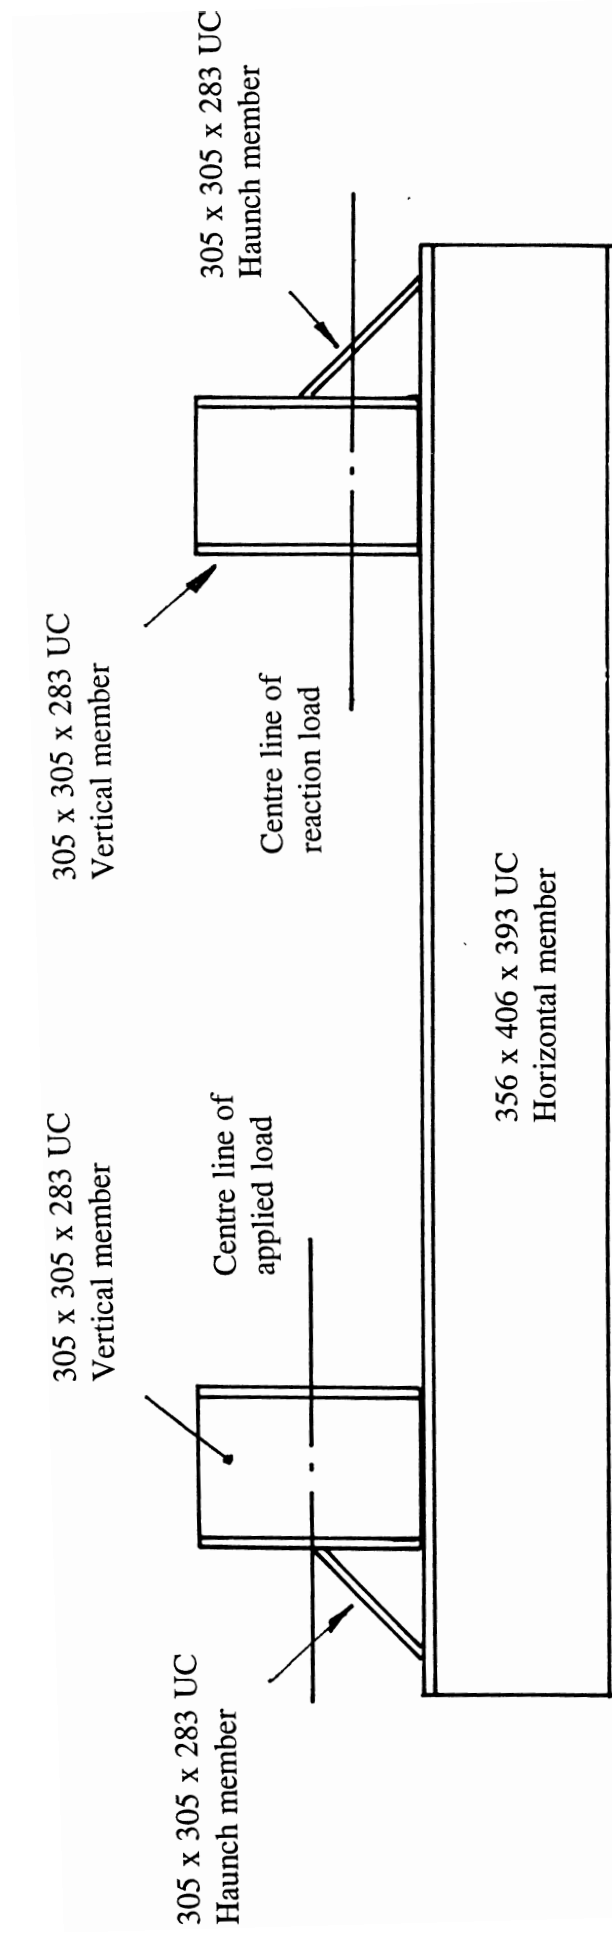 305 x 305 x 283 UC
Haunch member
305 x 305 x 283 UC
Vertical member
Centre line of
applied load
305 x 305 x 283 UC
Vertical member
Centre line of
reaction load
305 x 305 x 283 UC
Haunch member
356 x 406 x 393 UC
Horizontal member